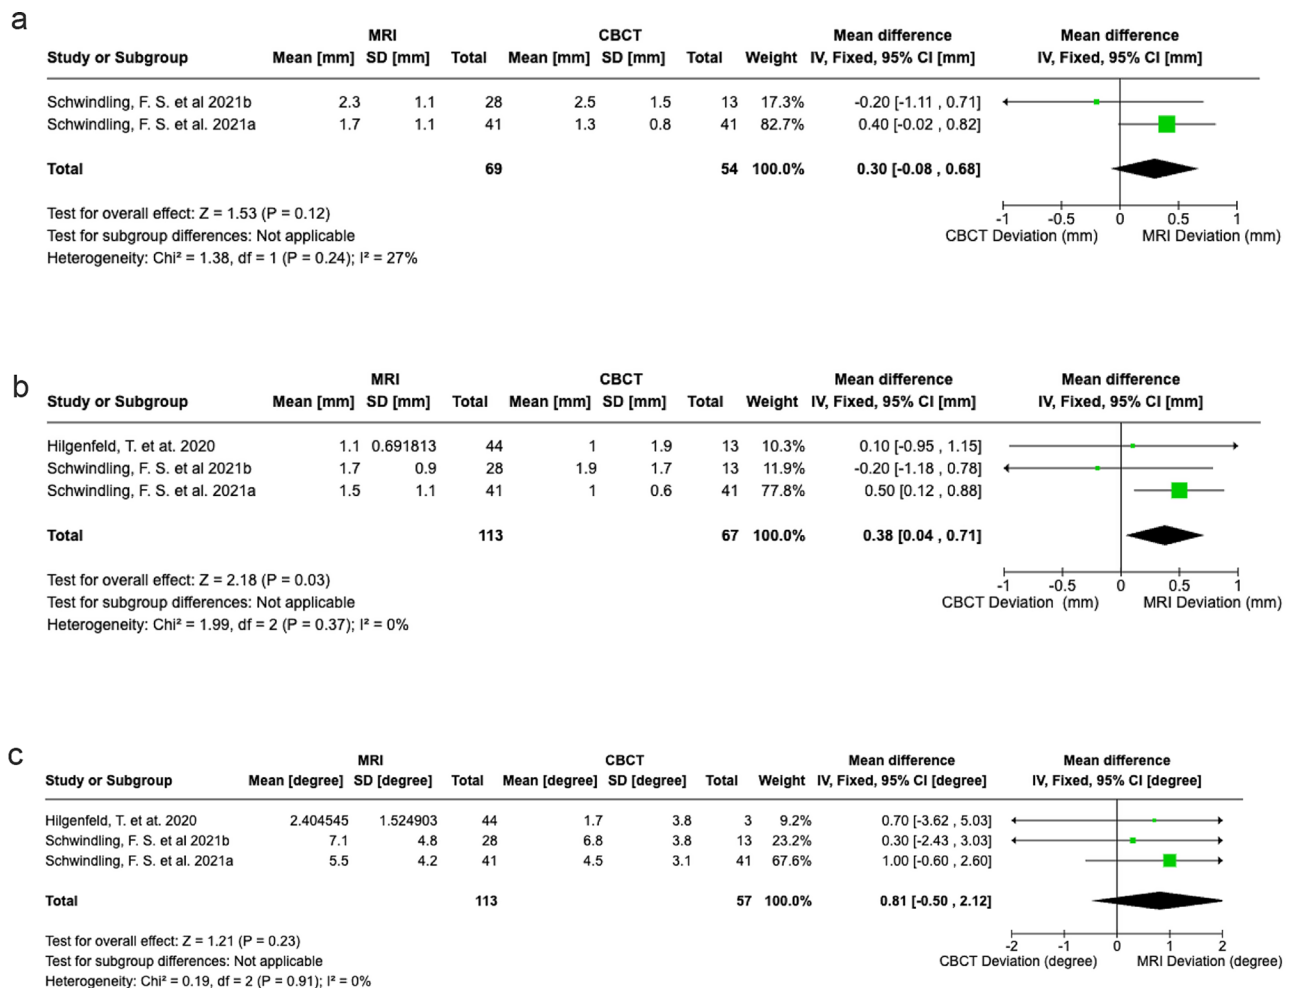 a
MRI CBCT Mean difference Mean difference
Study or Subgroup Mean [mm] SD [mm] Total Mean [mm] SD [mm] Total Weight IV, Fixed, 95% CI [mm] IV, Fixed, 95% CI [mm]
Schwindling, F. S. et al 2021b 2.3 1.1 28 2.5 1.5 13 17.3% -0.20 [-1.11 , 0.71]
Schwindling, F. S. et al. 2021a 1.7 1.1 41 1.3 0.8 41 82.7% 0.40 [-0.02 , 0.82]
Total 69 54 100.0% 0.30 [-0.08 , 0.68]
Test for overall effect: Z = 1.53 (P = 0.12)
-1 -0.5 0 0.5 1
Test for subgroup differences: Not applicable CBCT Deviation (mm) MRI Deviation (mm)
Heterogeneity: Chi² = 1.38, df = 1 (P = 0.24); I² = 27%
b
MRI CBCT Mean difference Mean difference
Study or Subgroup Mean [mm] SD [mm] Total Mean [mm] SD [mm] Total Weight IV, Fixed, 95% CI [mm] IV, Fixed, 95% CI [mm]
Hilgenfeld, T. et at. 2020 1.1 0.691813 44 1 1.9 13 10.3% 0.10 [-0.95 , 1.15]
Schwindling, F. S. et al 2021b 1.7 0.9 28 1.9 1.7 13 11.9% -0.20 [-1.18 , 0.78]
Schwindling, F. S. et al. 2021a 1.5 1.1 41 1 0.6 41 77.8% 0.50 [0.12 , 0.88]
Total 113 67 100.0% 0.38 [0.04 , 0.71]
Test for overall effect: Z = 2.18 (P = 0.03) -1 -0.5 0 0.5 1
Test for subgroup differences: Not applicable CBCT Deviation (mm) MRI Deviation (mm)
Heterogeneity: Chi² = 1.99, df = 2 (P = 0.37); I² = 0%
c
MRI CBCT Mean difference Mean difference
Study or Subgroup Mean [degree] SD [degree] Total Mean [degree] SD [degree] Total Weight IV, Fixed, 95% CI [degree] IV, Fixed, 95% CI [degree]
Hilgenfeld, T. et at. 2020 2.404545 1.524903 44 1.7 3.8 3 9.2% 0.70 [-3.62 , 5.03]
Schwindling, F. S. et al 2021b 7.1 4.8 28 6.8 3.8 13 23.2% 0.30 [-2.43 , 3.03]
Schwindling, F. S. et al. 2021a 5.5 4.2 41 4.5 3.1 41 67.6% 1.00 [-0.60 , 2.60]
Total 113 57 100.0% 0.81 [-0.50 , 2.12]
Test for overall effect: Z = 1.21 (P = 0.23) -2 -1 0 1 2
Test for subgroup differences: Not applicable CBCT Deviation (degree) MRI Deviation (degree)
Heterogeneity: Chi² = 0.19, df = 2 (P = 0.91); I² = 0%